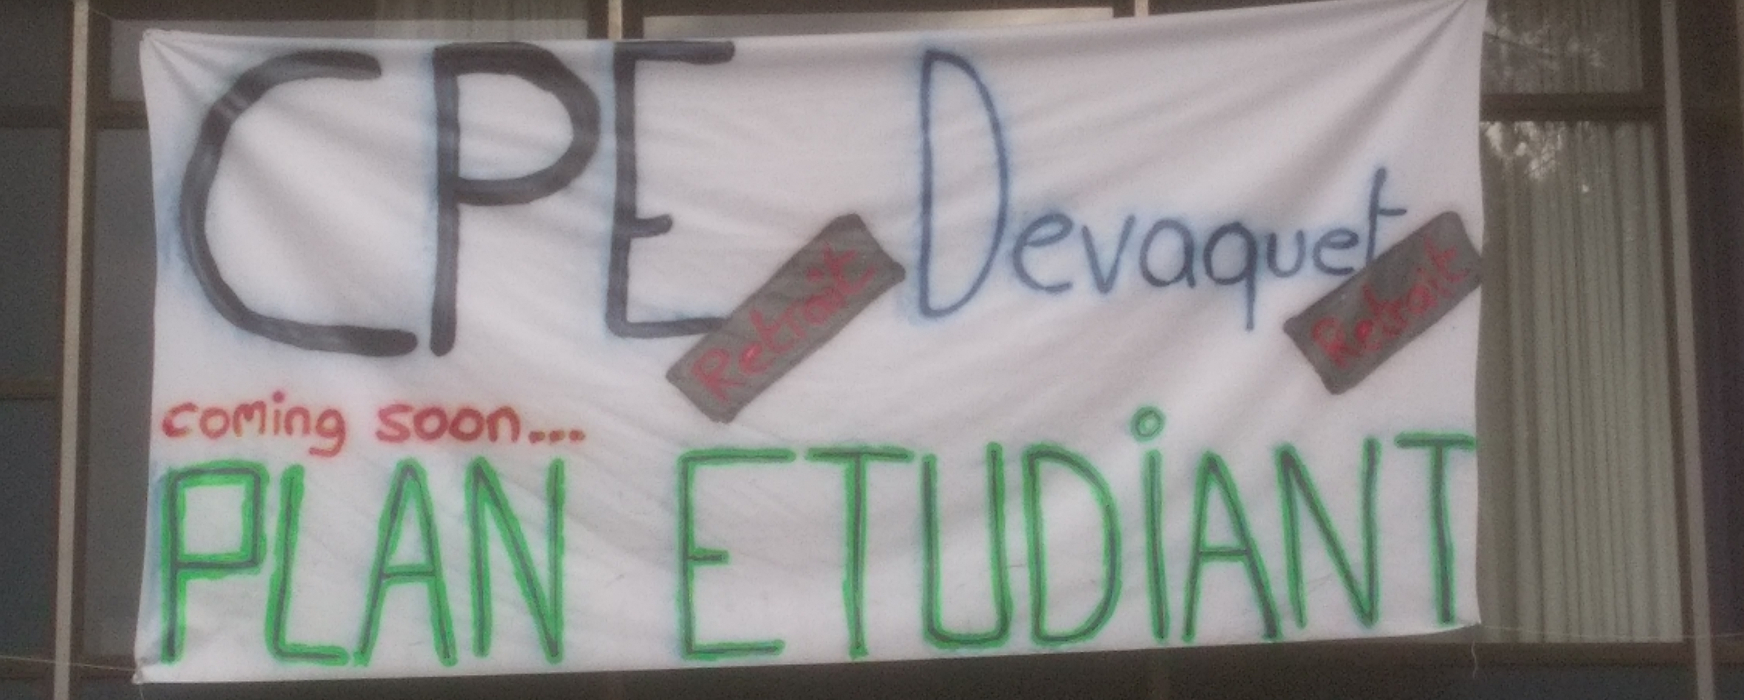 CPE Devaquet
Retrait Retrait
coming soon...
PLAN ETUDiANT